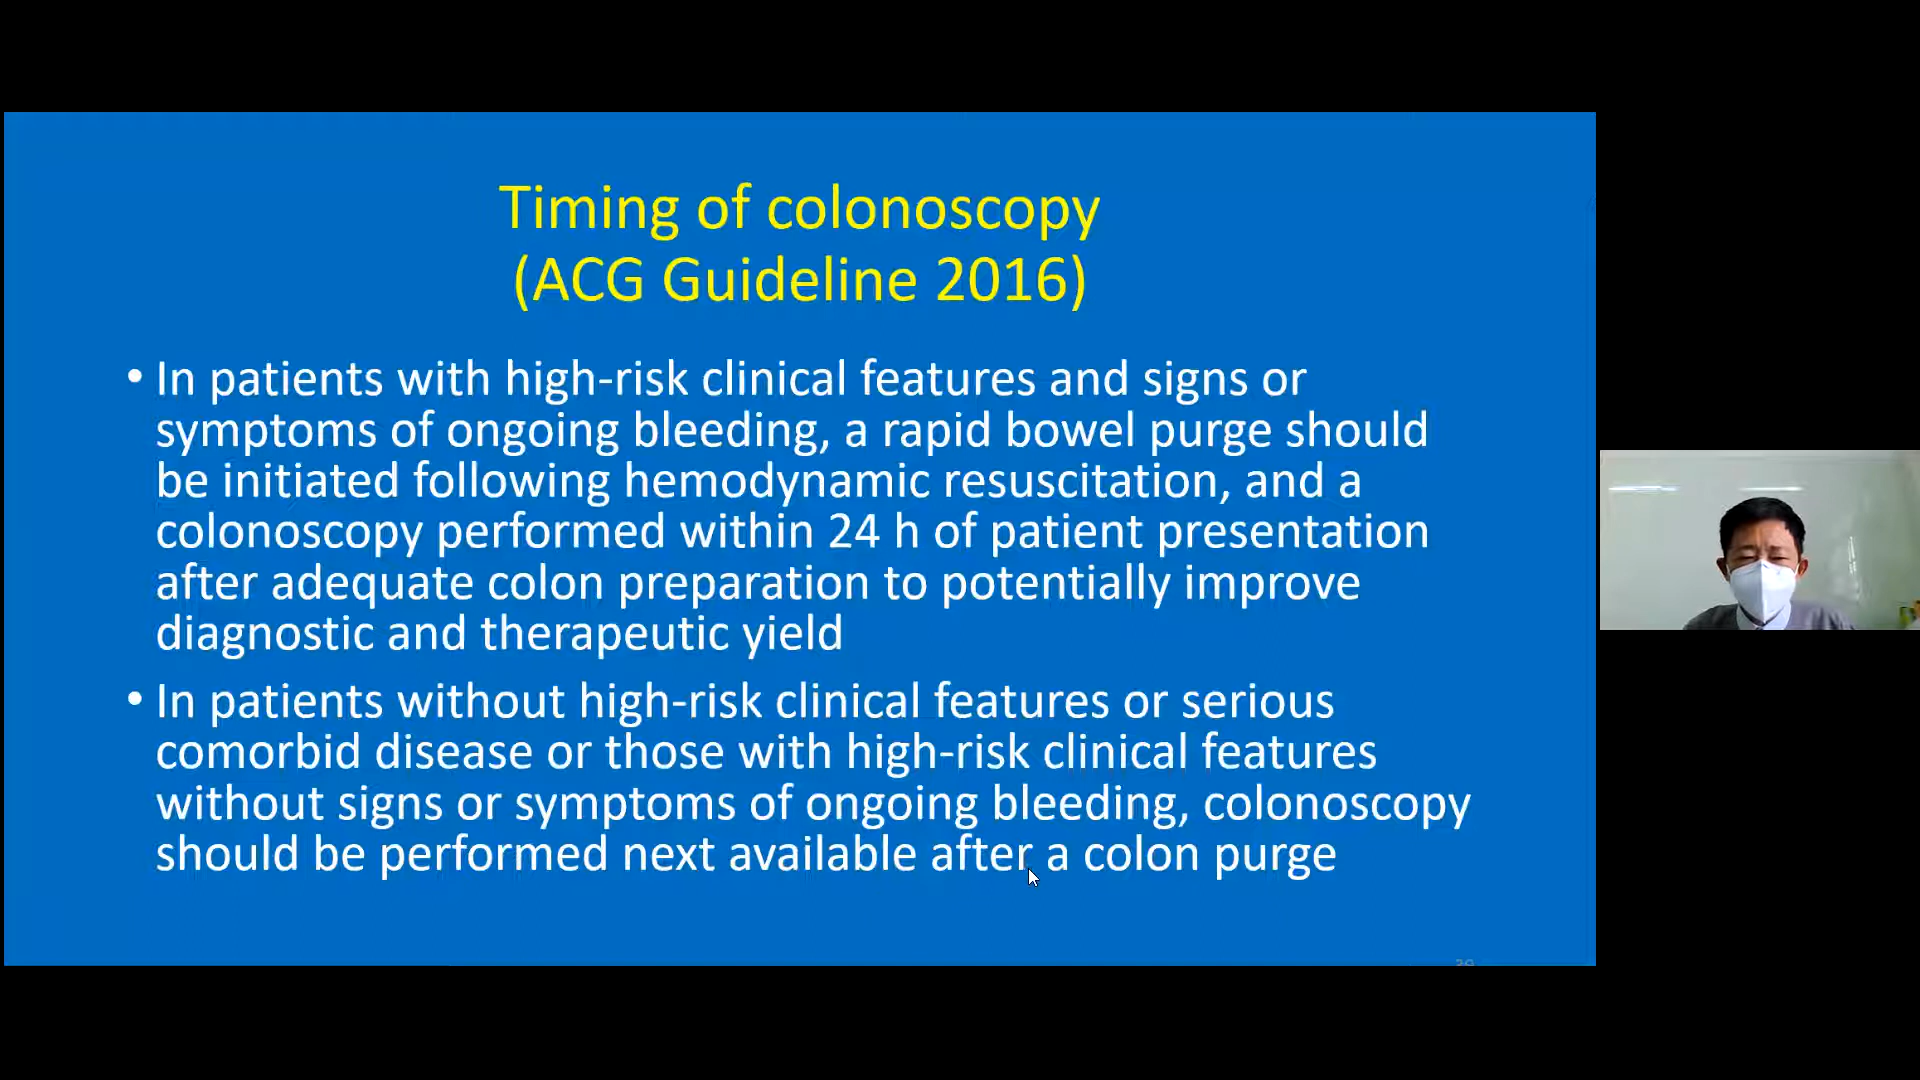 Timing of colonoscopy
(ACG Guideline 2016)
• In patients with high-risk clinical features and signs or
symptoms of ongoing bleeding, a rapid bowel purge should
be initiated following hemodynamic resuscitation, and a
colonoscopy performed within 24 h of patient presentation
after adequate colon preparation to potentially improve
diagnostic and therapeutic yield
• In patients without high-risk clinical features or serious
comorbid disease or those with high-risk clinical features
without signs or symptoms of ongoing bleeding, colonoscopy
should be performed next available after a colon purge